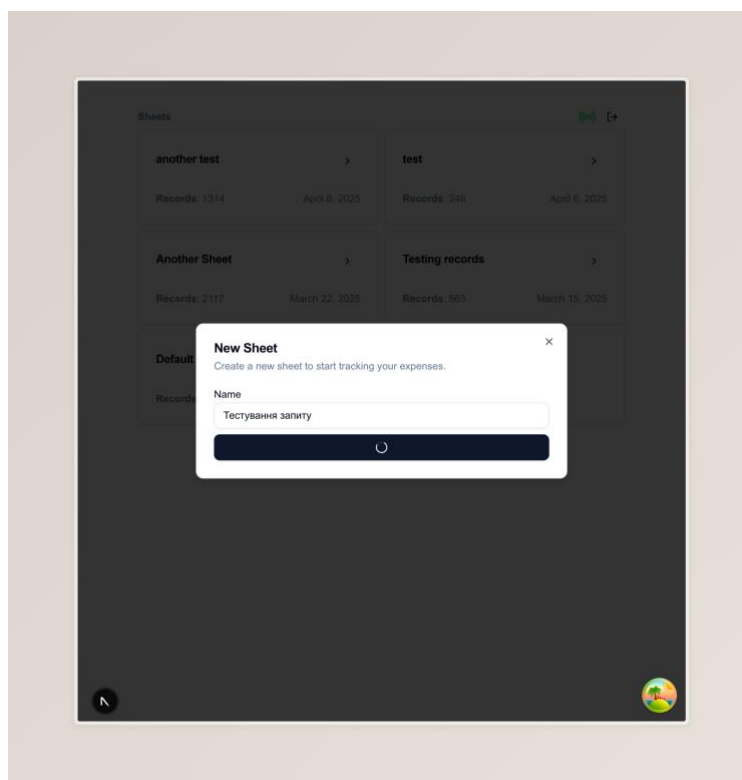 Sheets
another test
test
Records: 1314
April 8, 2025
Records: 246
April 6, 2025
Another Sheet
Testing records
Records: 2117
March 22, 2025
Records: 563
March 15, 2025
New Sheet
Default
Create a new sheet to start tracking your expenses.
Name
Records
Тестування запиту